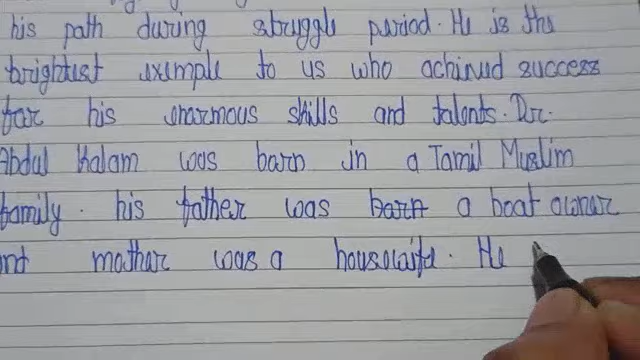 his path during struggle period. He is the
brightest exmple to us who achived success
for his enormous skills and talents. Dr.
Abdul Kalam was born in a Tamil Muslim
family. his father was born a boat owner
and mother was a housewife. He